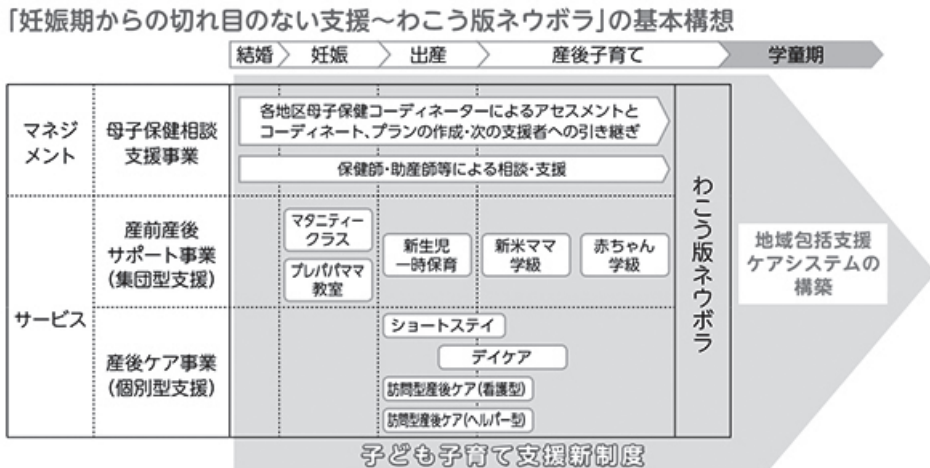 「妊娠期からの切れ目のない支援～わこう版ネウボラ」の基本構想
結婚 妊娠 出産 産後子育て 学童期
マネジ
メント
母子保健相談
支援事業
各地区母子保健コーディネーターによるアセスメントと
コーディネート、プランの作成・次の支援者への引き継ぎ
保健師・助産師等による相談・支援
サービス
産前産後
サポート事業
(集団型支援)
マタニティー
クラス
プレパパママ
教室
新生児
一時保育
新米ママ
学級
赤ちゃん
学級
産後ケア事業
(個別型支援)
ショートステイ
デイケア
訪問型産後ケア(看護型)
訪問型産後ケア(ヘルパー型)
わこう版ネウボラ
地域包括支援
ケアシステムの
構築
子ども子育て支援新制度